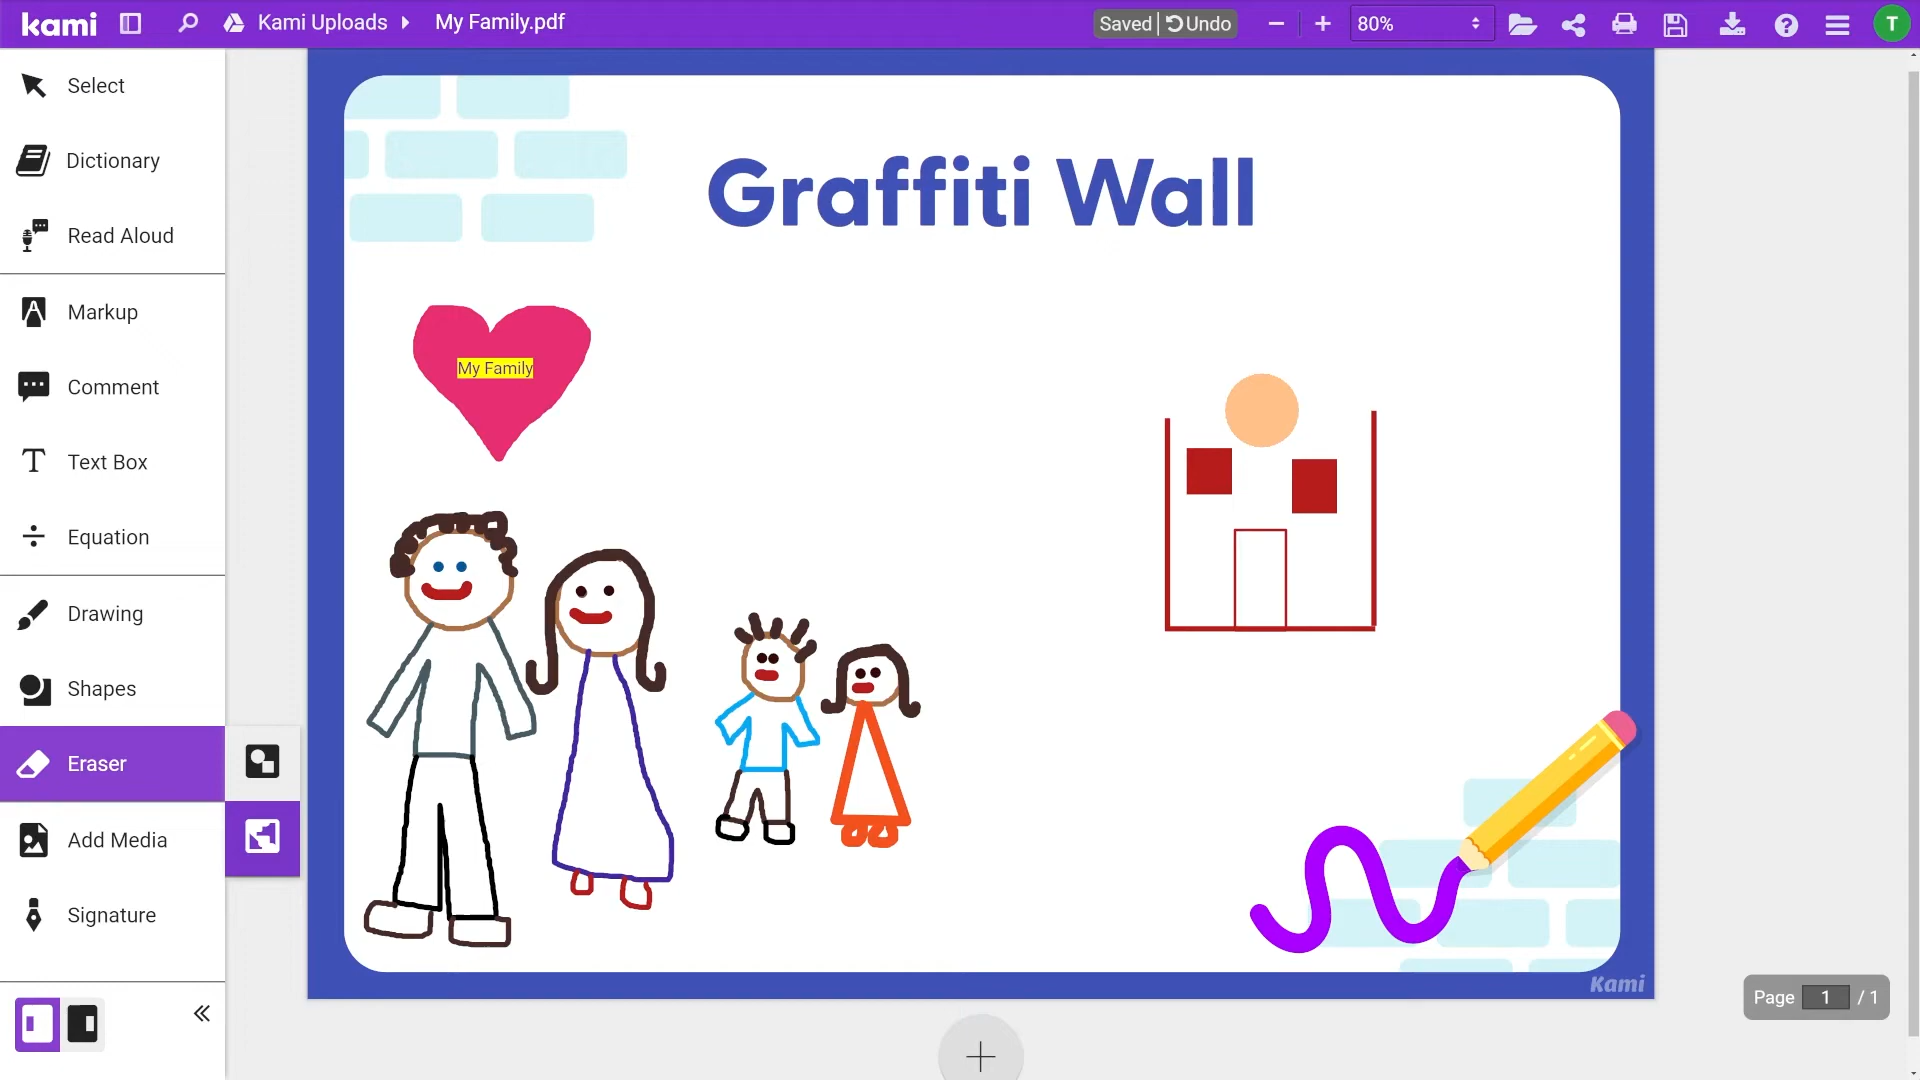 kami
Kami Uploads
My Family.pdf
Saved
Undo
80%
T
Select
Dictionary
Read Aloud
Markup
Comment
Text Box
Equation
Drawing
Shapes
Eraser
Add Media
Signature
Graffiti Wall
My Family
Kami
Page 1 / 1